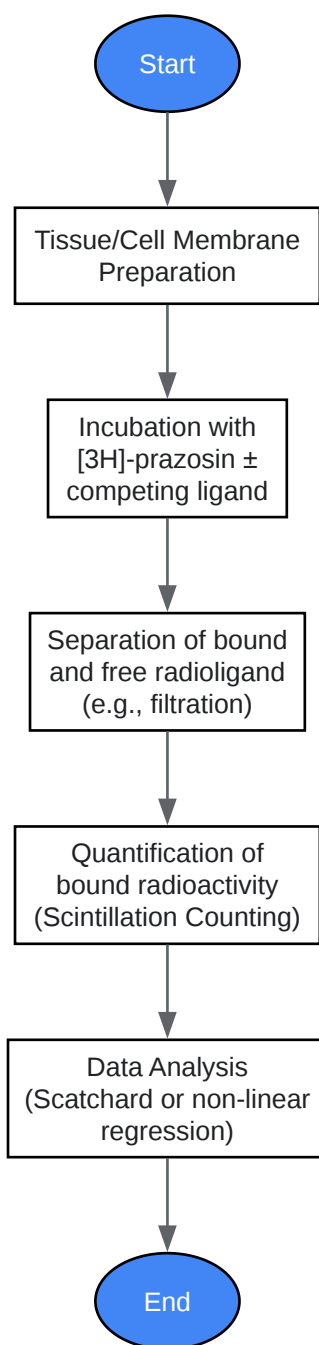 Start
Tissue/Cell Membrane
Preparation
Incubation with
[3H]-prazosin ±
competing ligand
Separation of bound
and free radioligand
(e.g., filtration)
Quantification of
bound radioactivity
(Scintillation Counting)
Data Analysis
(Scatchard or non-linear
regression)
End